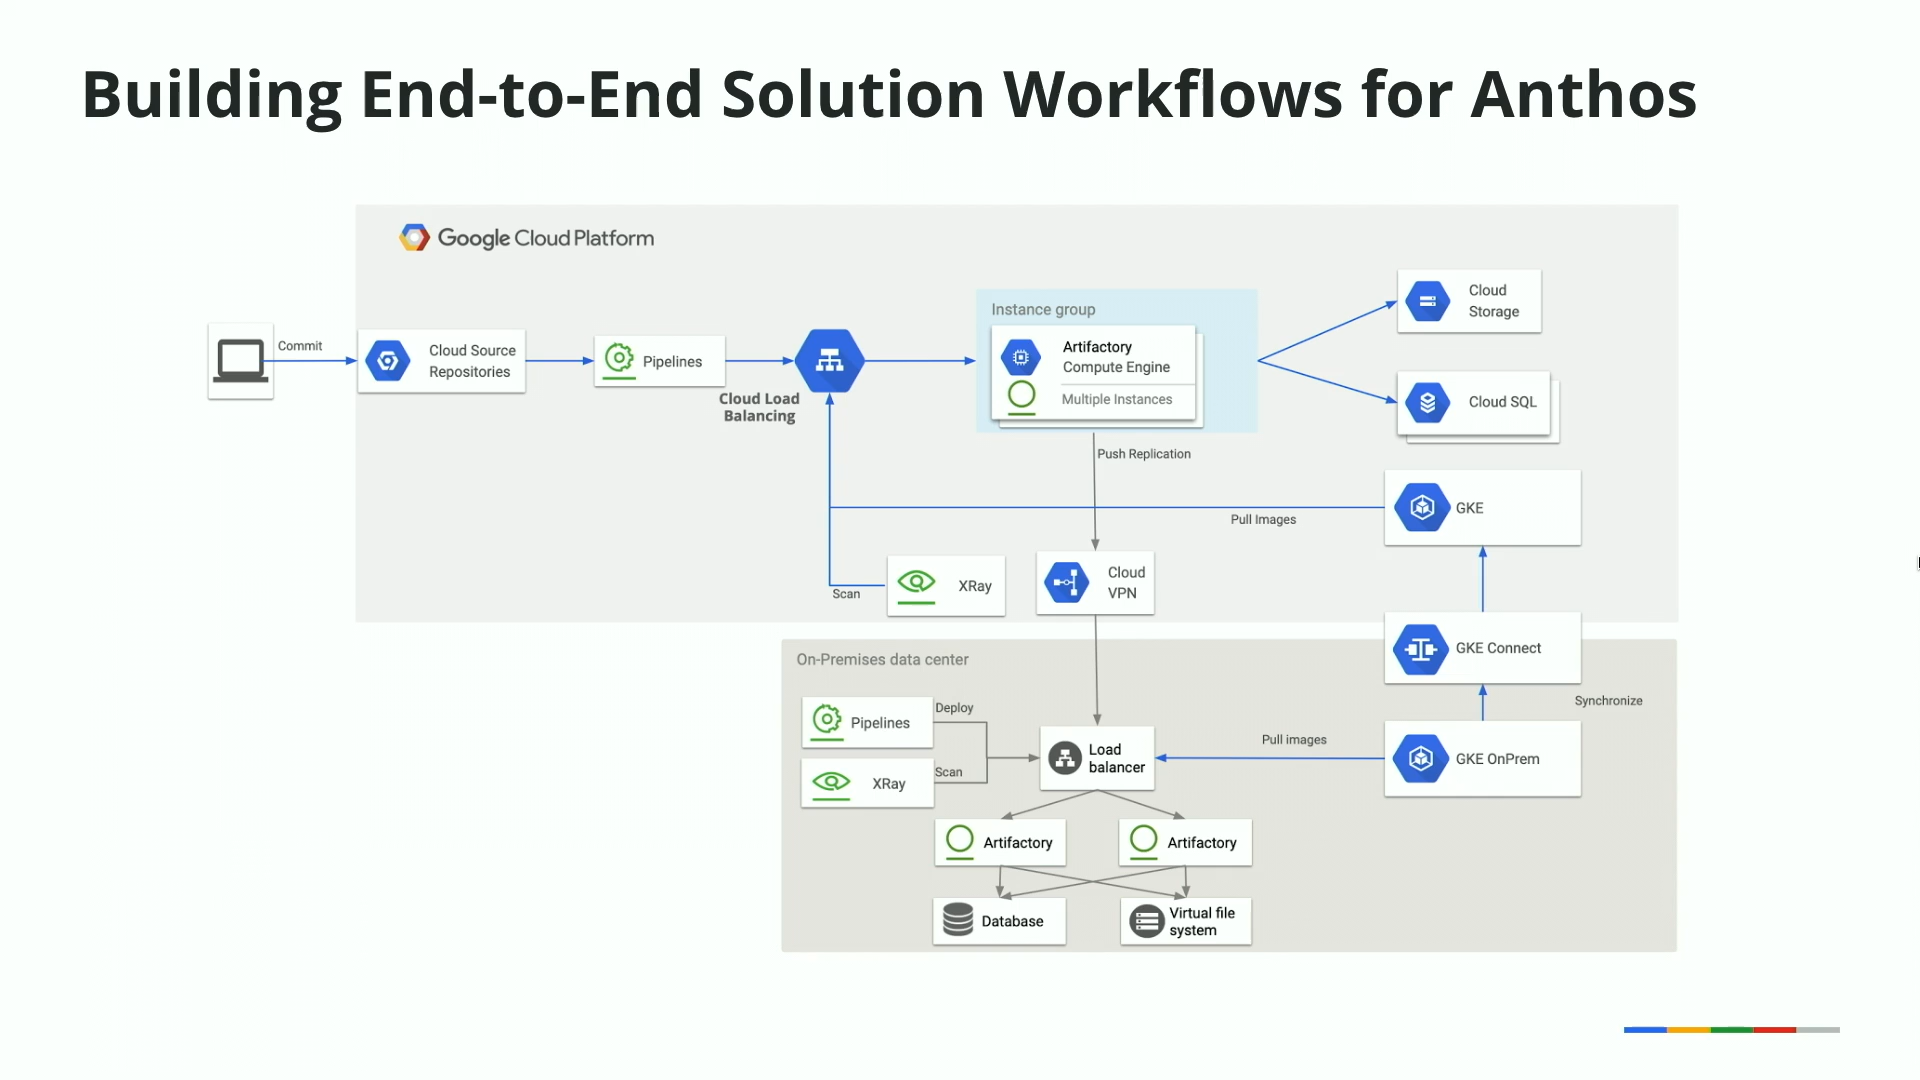 Building End-to-End Solution Workflows for Anthos
Google Cloud Platform
Commit
Cloud Source
Repositories
Pipelines
Cloud Load
Balancing
Instance group
Artifactory
Compute Engine
Multiple Instances
Cloud
Storage
Cloud SQL
Push Replication
GKE
Pull Images
XRay
Scan
Cloud
VPN
GKE Connect
On-Premises data center
Synchronize
Pipelines
Deploy
XRay
Scan
Load
balancer
Pull images
GKE OnPrem
Artifactory
Artifactory
Database
Virtual file
system